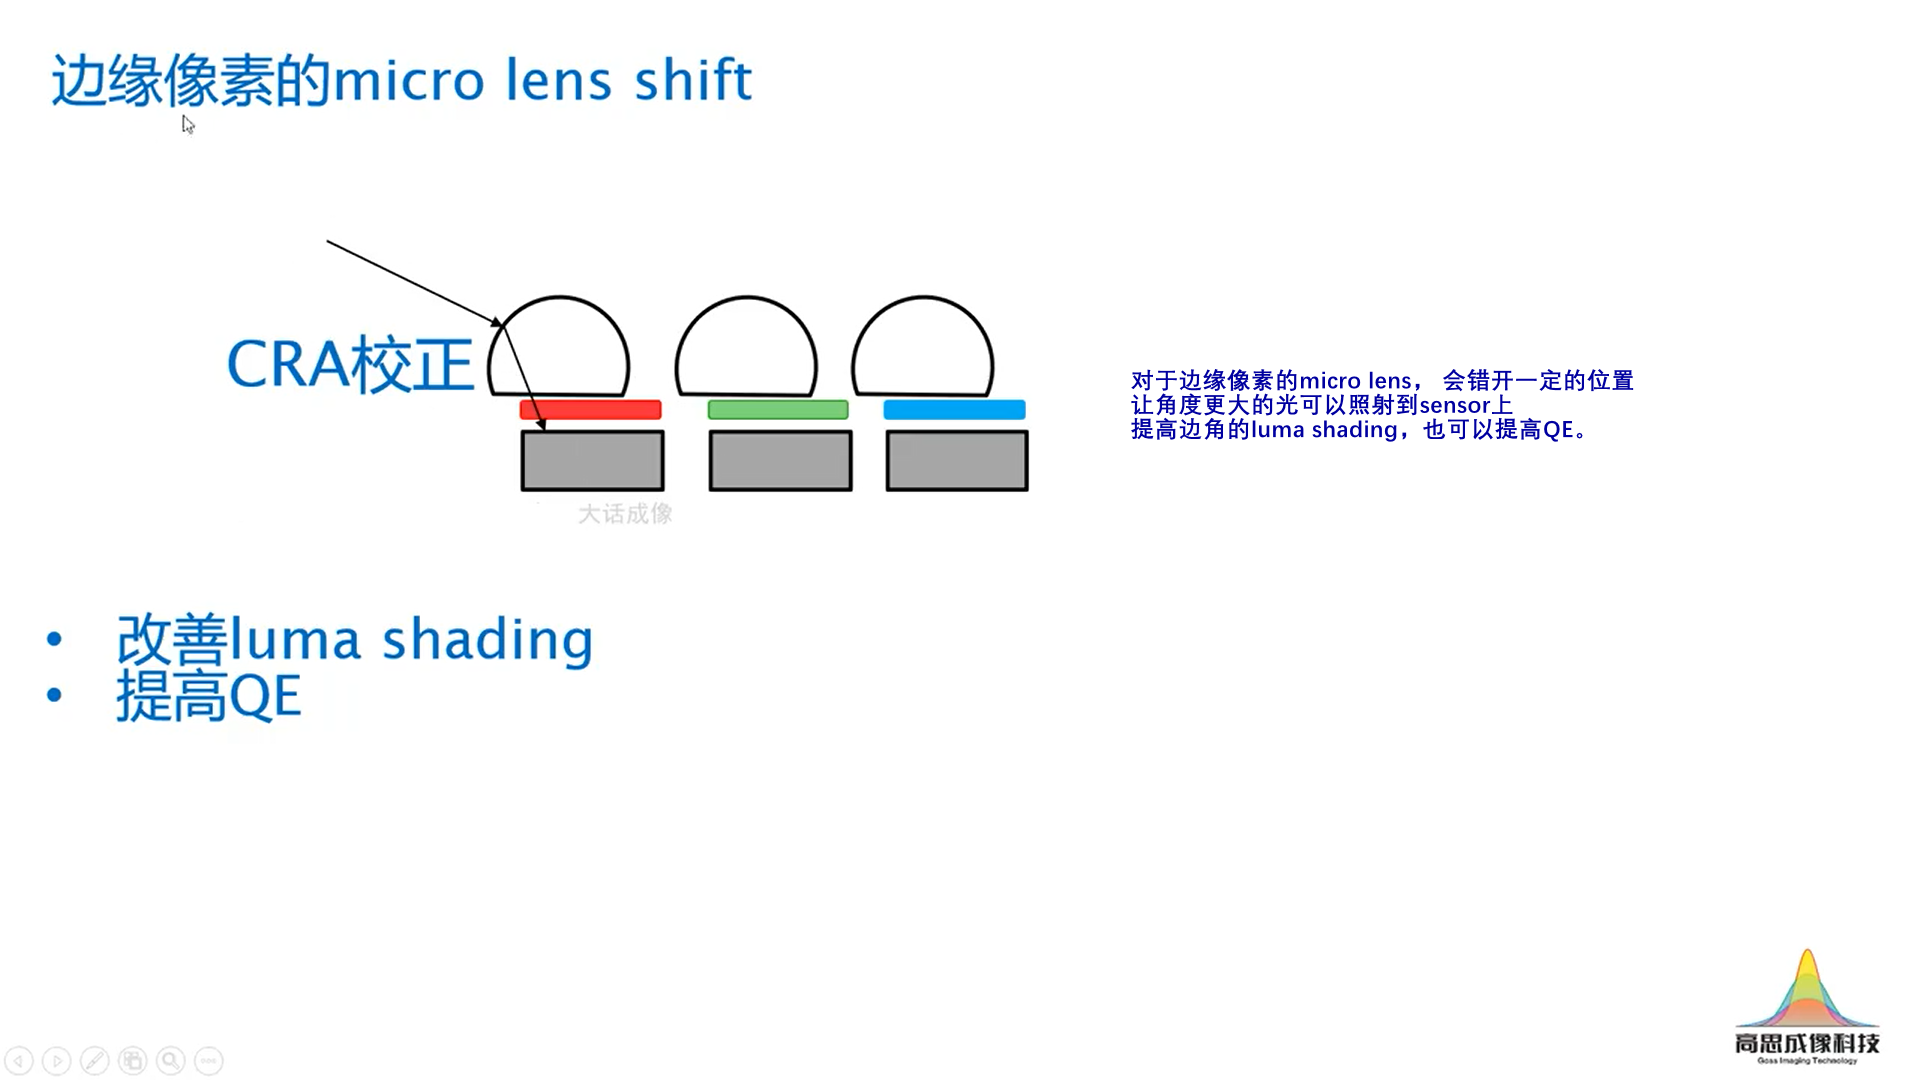 边缘像素的micro lens shift
CRA校正
对于边缘像素的micro lens， 会错开一定的位置
让角度更大的光可以照射到sensor上
提高边角的luma shading，也可以提高QE。
大话成像
• 改善luma shading
• 提高QE
高思成像科技
Goss Imaging Technology